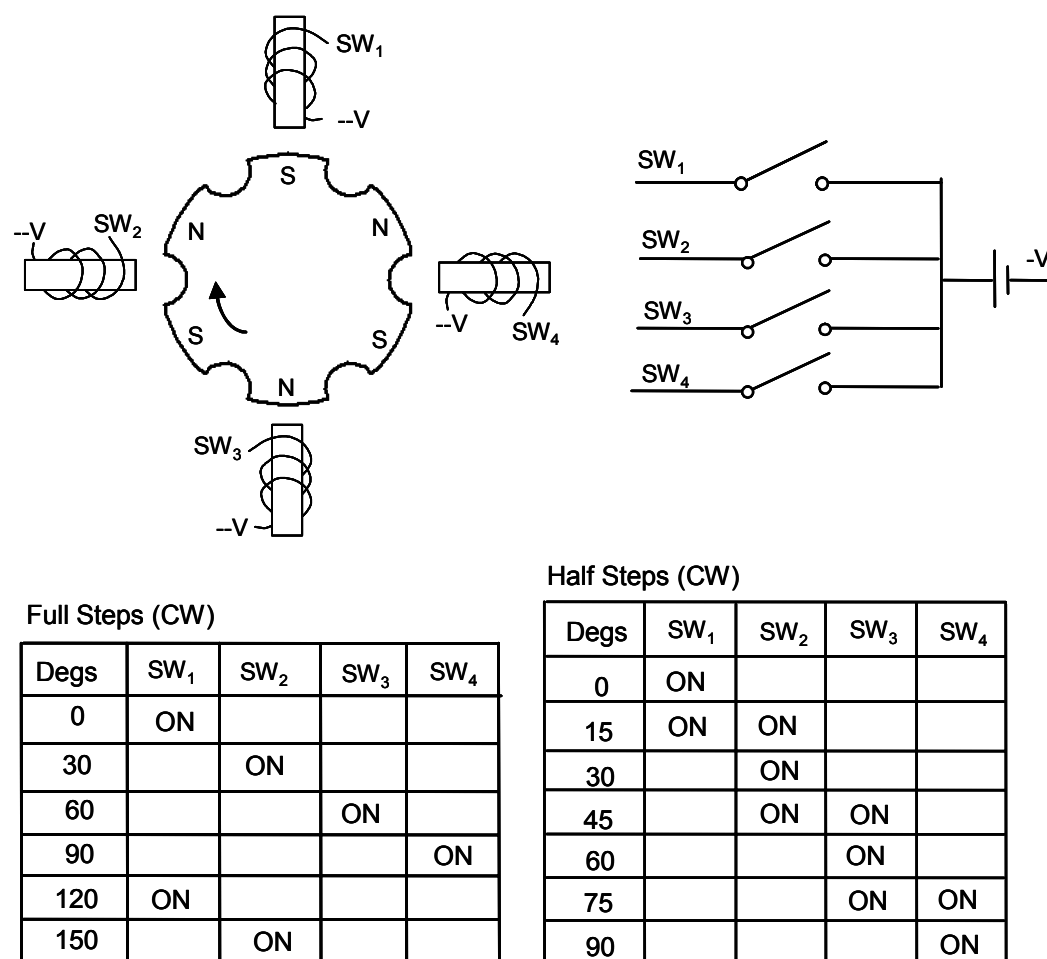 SW1
--V
S
N
N
--V
SW2
S
S
N
--V
SW4
SW3
--V
SW1
SW2
SW3
SW4
-V
Full Steps (CW)
Degs SW1 SW2 SW3 SW4
0 ON
30 ON
60 ON
90 ON
120 ON
150 ON
Half Steps (CW)
Degs SW1 SW2 SW3 SW4
0 ON
15 ON ON
30 ON
45 ON ON
60 ON
75 ON ON
90 ON